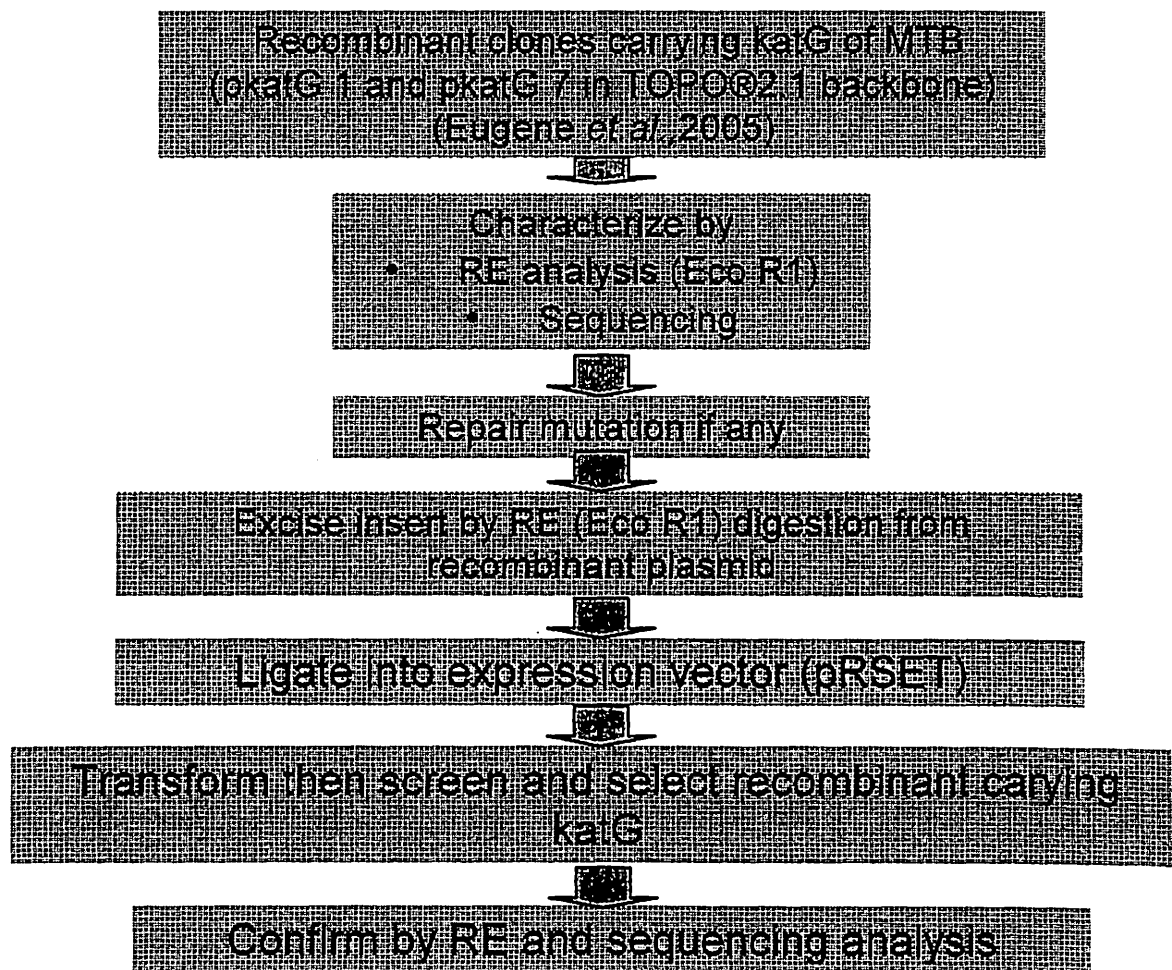 Recombinant clones carrying katG of MTB
(pkatG 1 and pkatG 7 in TOPO®2.1 backbone)
(Eugene et al.,2005)
Characterize by
• RE analysis (Eco R1)
• Sequencing
Repair mutation if any
Excise insert by RE (Eco R1) digestion from
recombinant plasmid
Ligate into expression vector (pRSET)
Transform then screen and select recombinant carying
katG
Confirm by RE and sequencing analysis